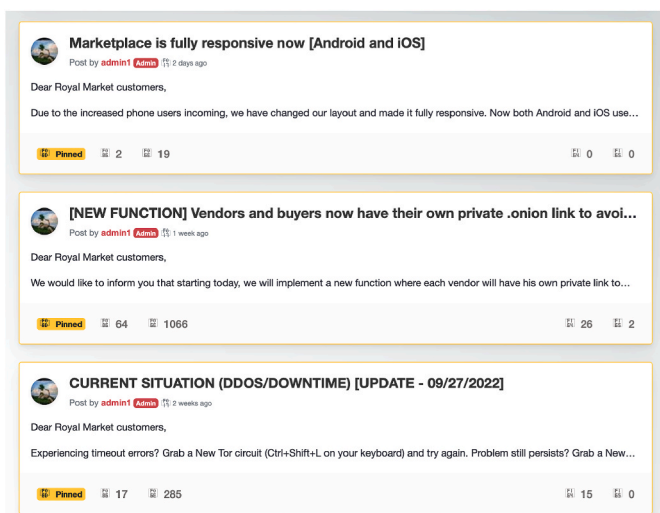 Marketplace is fully responsive now [Android and iOS]
Post by admin1 Admin 2 days ago
Dear Royal Market customers,
Due to the increased phone users incoming, we have changed our layout and made it fully responsive. Now both Android and iOS use…
Pinned 2 19 0 0
[NEW FUNCTION] Vendors and buyers now have their own private .onion link to avoi…
Post by admin1 Admin 1 week ago
Dear Royal Market customers,
We would like to inform you that starting today, we will implement a new function where each vendor will have his own private link to…
Pinned 64 1066 26 2
CURRENT SITUATION (DDOS/DOWNTIME) [UPDATE - 09/27/2022]
Post by admin1 Admin 2 weeks ago
Dear Royal Market customers,
Experiencing timeout errors? Grab a New Tor circuit (Ctrl+Shift+L on your keyboard) and try again. Problem still persists? Grab a New…
Pinned 17 285 15 0